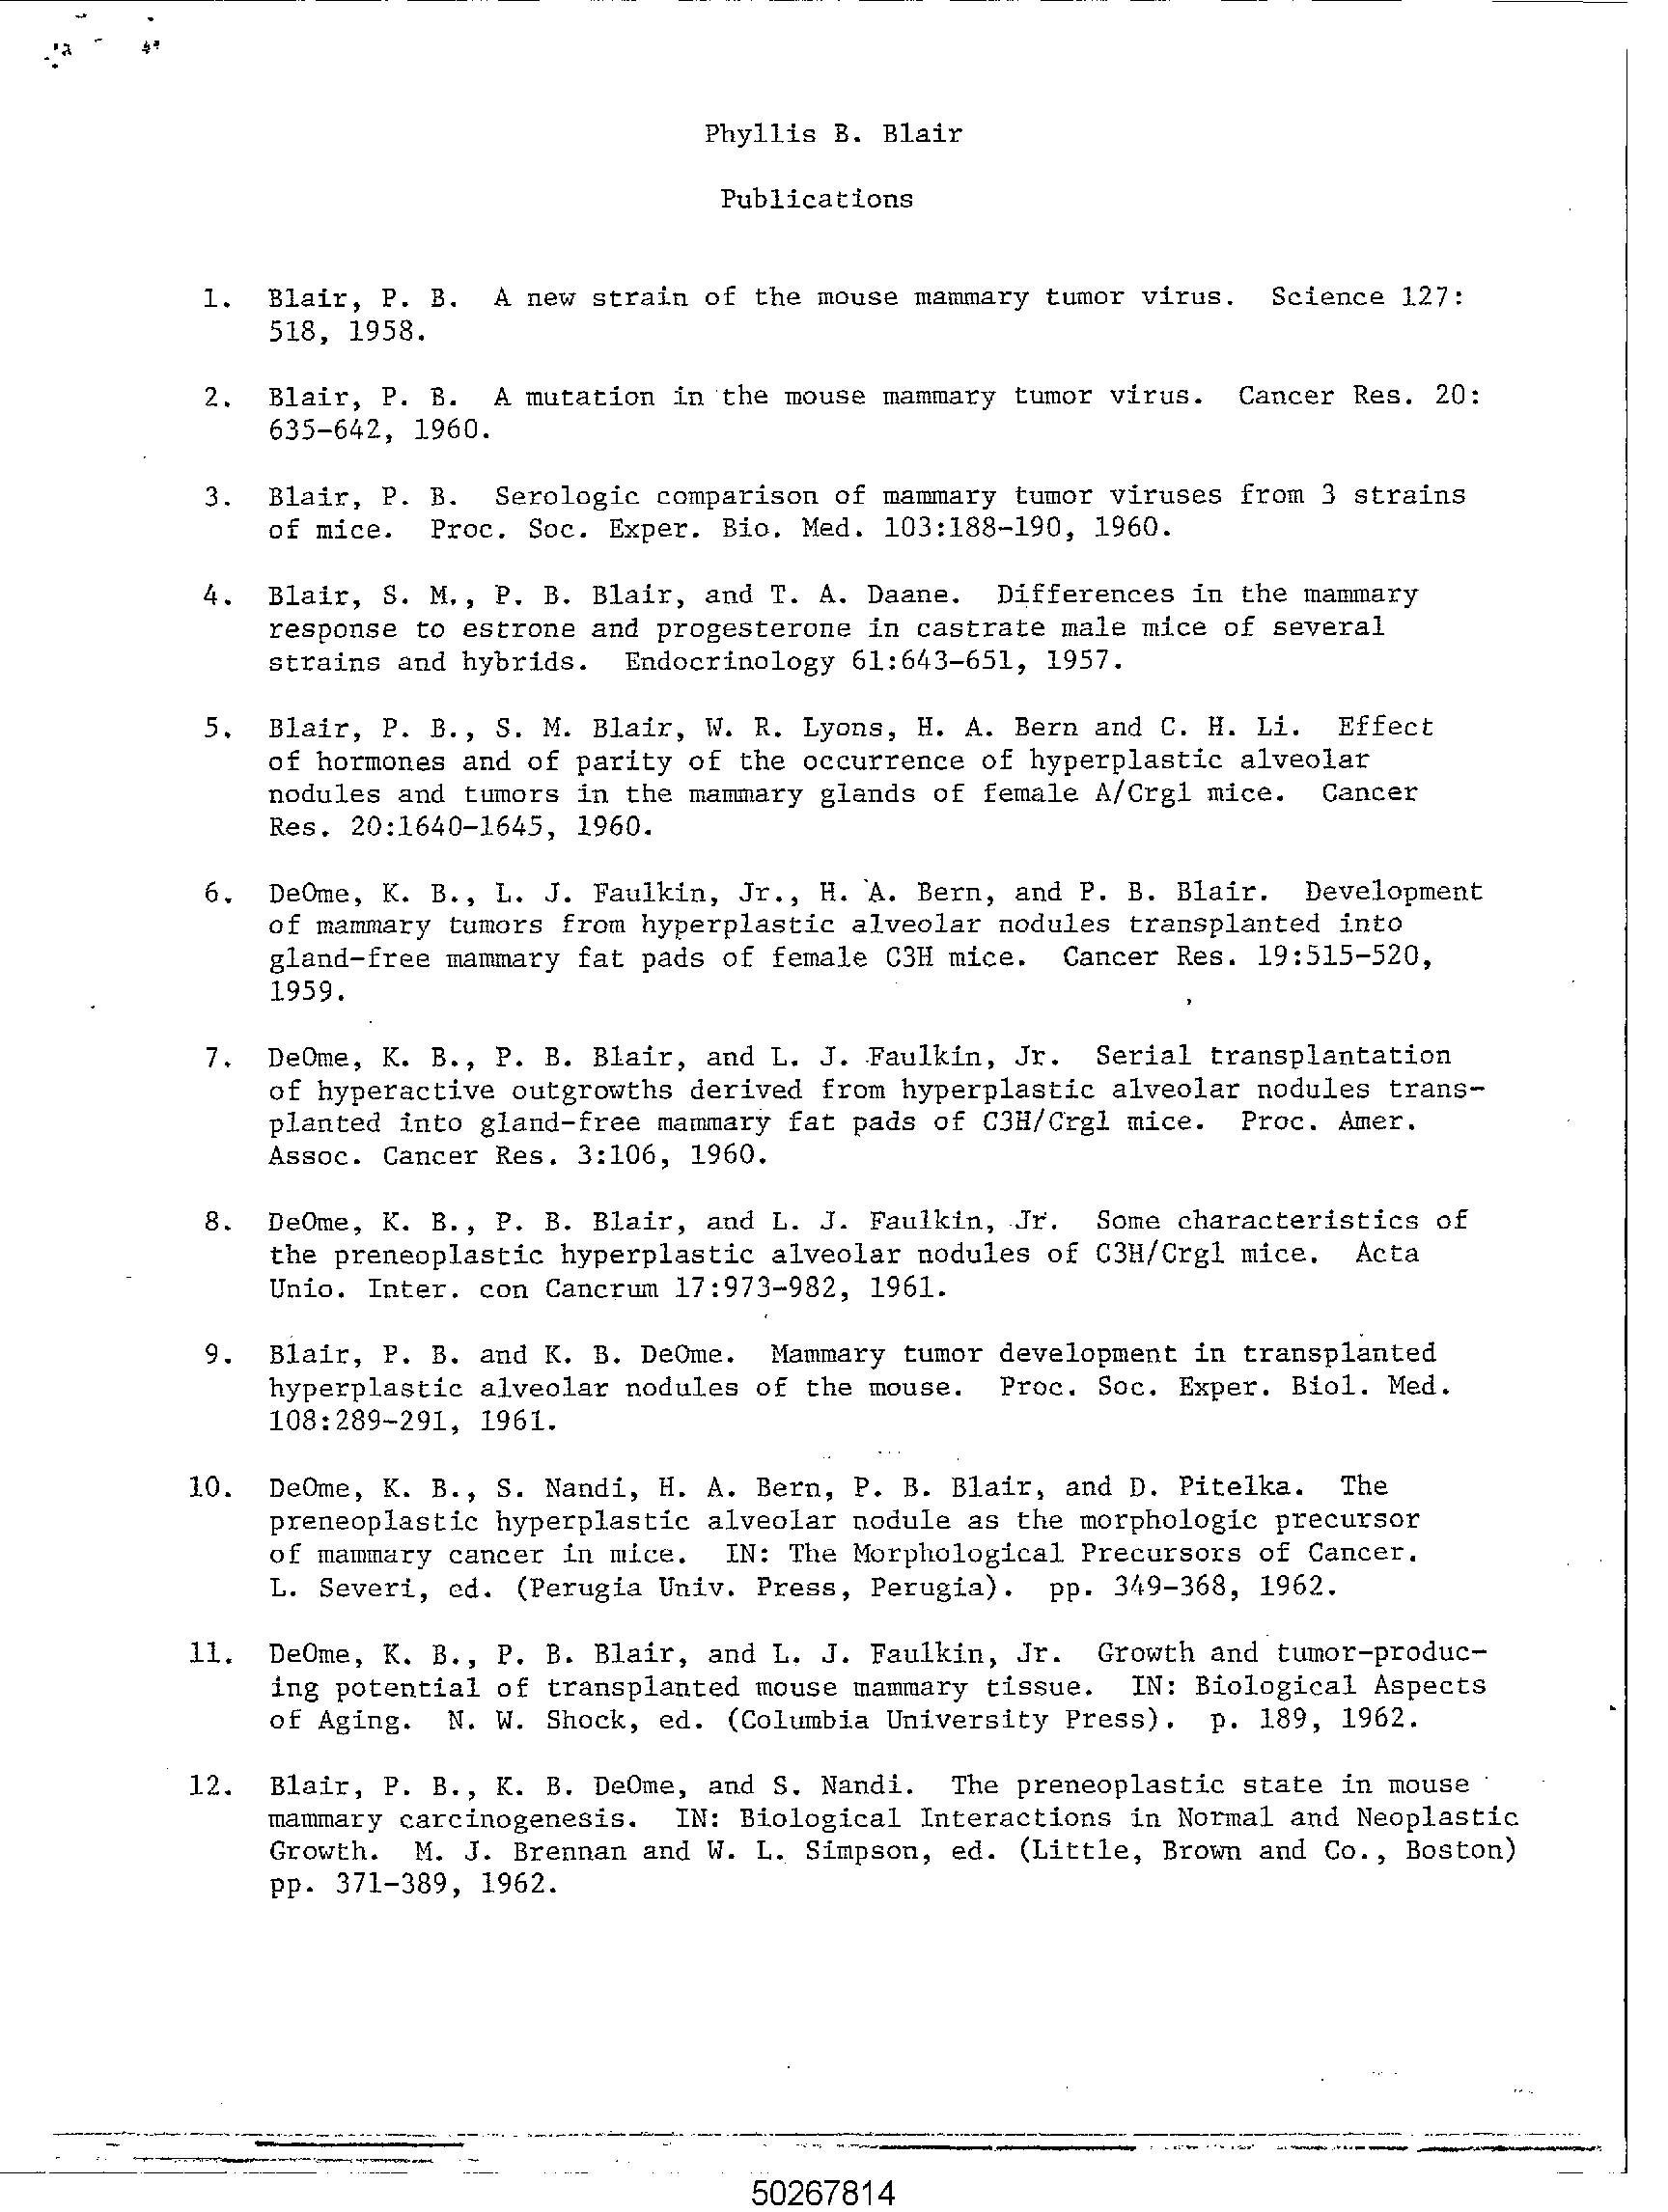 Phyllis B. Blair
Publications
1. Blair, P. B. A new strain of the mouse mammary tumor virus. Science 127:
518, 1958.
2. Blair, P. B. A mutation in the mouse mammary tumor virus. Cancer Res. 20:
635-642, 1960.
3. Blair, P. B. Serologic comparison of mammary tumor viruses from 3 strains
of mice. Proc. Soc. Exper. Bio. Med. 103:188-190, 1960.
4. Blair, S. M., P. B. Blair, and T. A. Daane. Differences in the mammary
response to estrone and progesterone in castrate male mice of several
strains and hybrids. Endocrinology 61:643-651, 1957.
5. Blair, P. B., S. M. Blair, W. R. Lyons, H. A. Bern and C. H. Li. Effect
of hormones and of parity of the occurrence of hyperplastic alveolar
nodules and tumors in the mammary glands of female A/Crgl mice. Cancer
Res. 20:1640-1645, 1960.
6. DeOme, K. B., L. J. Faulkin, Jr., H. A. Bern, and P. B. Blair. Development
of mammary tumors from hyperplastic alveolar nodules transplanted into
gland-free mammary fat pads of female C3H mice. Cancer Res. 19:515-520,
1959.
7. DeOme, K. B., P. B. Blair, and L. J. Faulkin, Jr. Serial transplantation
of hyperactive outgrowths derived from hyperplastic alveolar nodules trans-
planted into gland-free mammary fat pads of C3H/Crgl mice. Proc. Amer.
Assoc. Cancer Res. 3:106, 1960.
8. DeOme, K. B., P. B. Blair, and L. J. Faulkin, Jr. Some characteristics of
the preneoplastic hyperplastic alveolar nodules of C3H/Crgl mice. Acta
Unio. Inter. con Cancrum 17:973-982, 1961.
9. Blair, P. B. and K. B. DeOme. Mammary tumor development in transplanted
hyperplastic alveolar nodules of the mouse. Proc. Soc. Exper. Biol. Med.
108:289-291, 1961.
10. DeOme, K. B., S. Nandi, H. A. Bern, P. B. Blair, and D. Pitelka. The
preneoplastic hyperplastic alveolar nodule as the morphologic precursor
of mammary cancer in mice. IN: The Morphological Precursors of Cancer.
L. Severi, ed. (Perugia Univ. Press, Perugia). pp. 349-368, 1962.
11. DeOme, K. B., P. B. Blair, and L. J. Faulkin, Jr. Growth and tumor-produc-
ing potential of transplanted mouse mammary tissue. IN: Biological Aspects
of Aging. N. W. Shock, ed. (Columbia University Press). p. 189, 1962.
12. Blair, P. B., K. B. DeOme, and S. Nandi. The preneoplastic state in mouse
mammary carcinogenesis. IN: Biological Interactions in Normal and Neoplastic
Growth. M. J. Brennan and W. L. Simpson, ed. (Little, Brown and Co., Boston)
pp. 371-389, 1962.
50267814